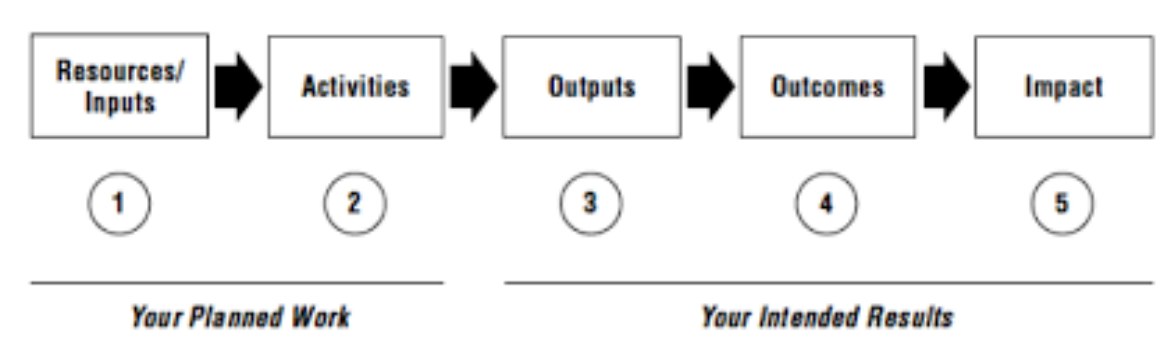 Resources/
Inputs
Activities
Outputs
Outcomes
Impact
1
2
3
4
5
Your Planned Work
Your Intended Results